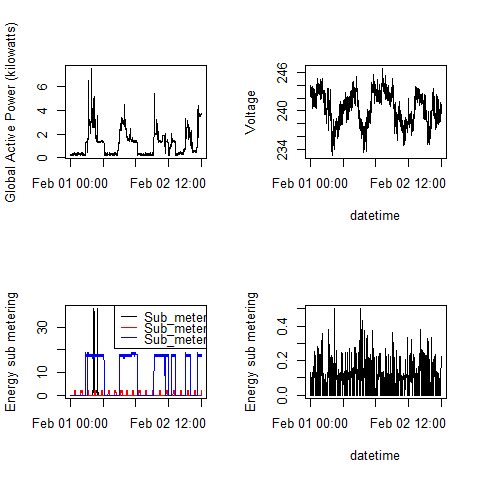 Global Active Power (kilowatts)
6
4
2
0
Feb 01 00:00 Feb 02 12:00
Voltage
246
240
234
Feb 01 00:00 Feb 02 12:00
datetime
Energy sub metering
30
10
0
Sub_meter
Sub_meter
Sub_meter
Feb 01 00:00 Feb 02 12:00
Energy sub metering
0.4
0.2
0.0
Feb 01 00:00 Feb 02 12:00
datetime